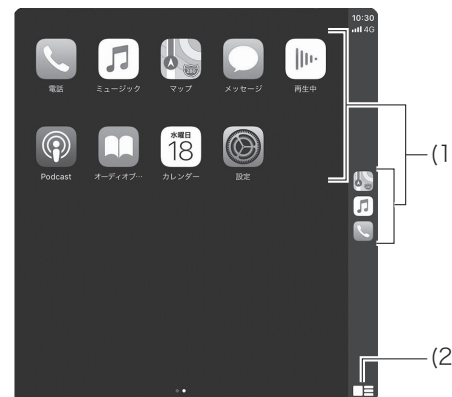 10:30
4G
電話
ミュージック
マップ
メッセージ
再生中
280
水曜日
18
Podcast
オーディオブ…
カレンダー
設定
(1
(2